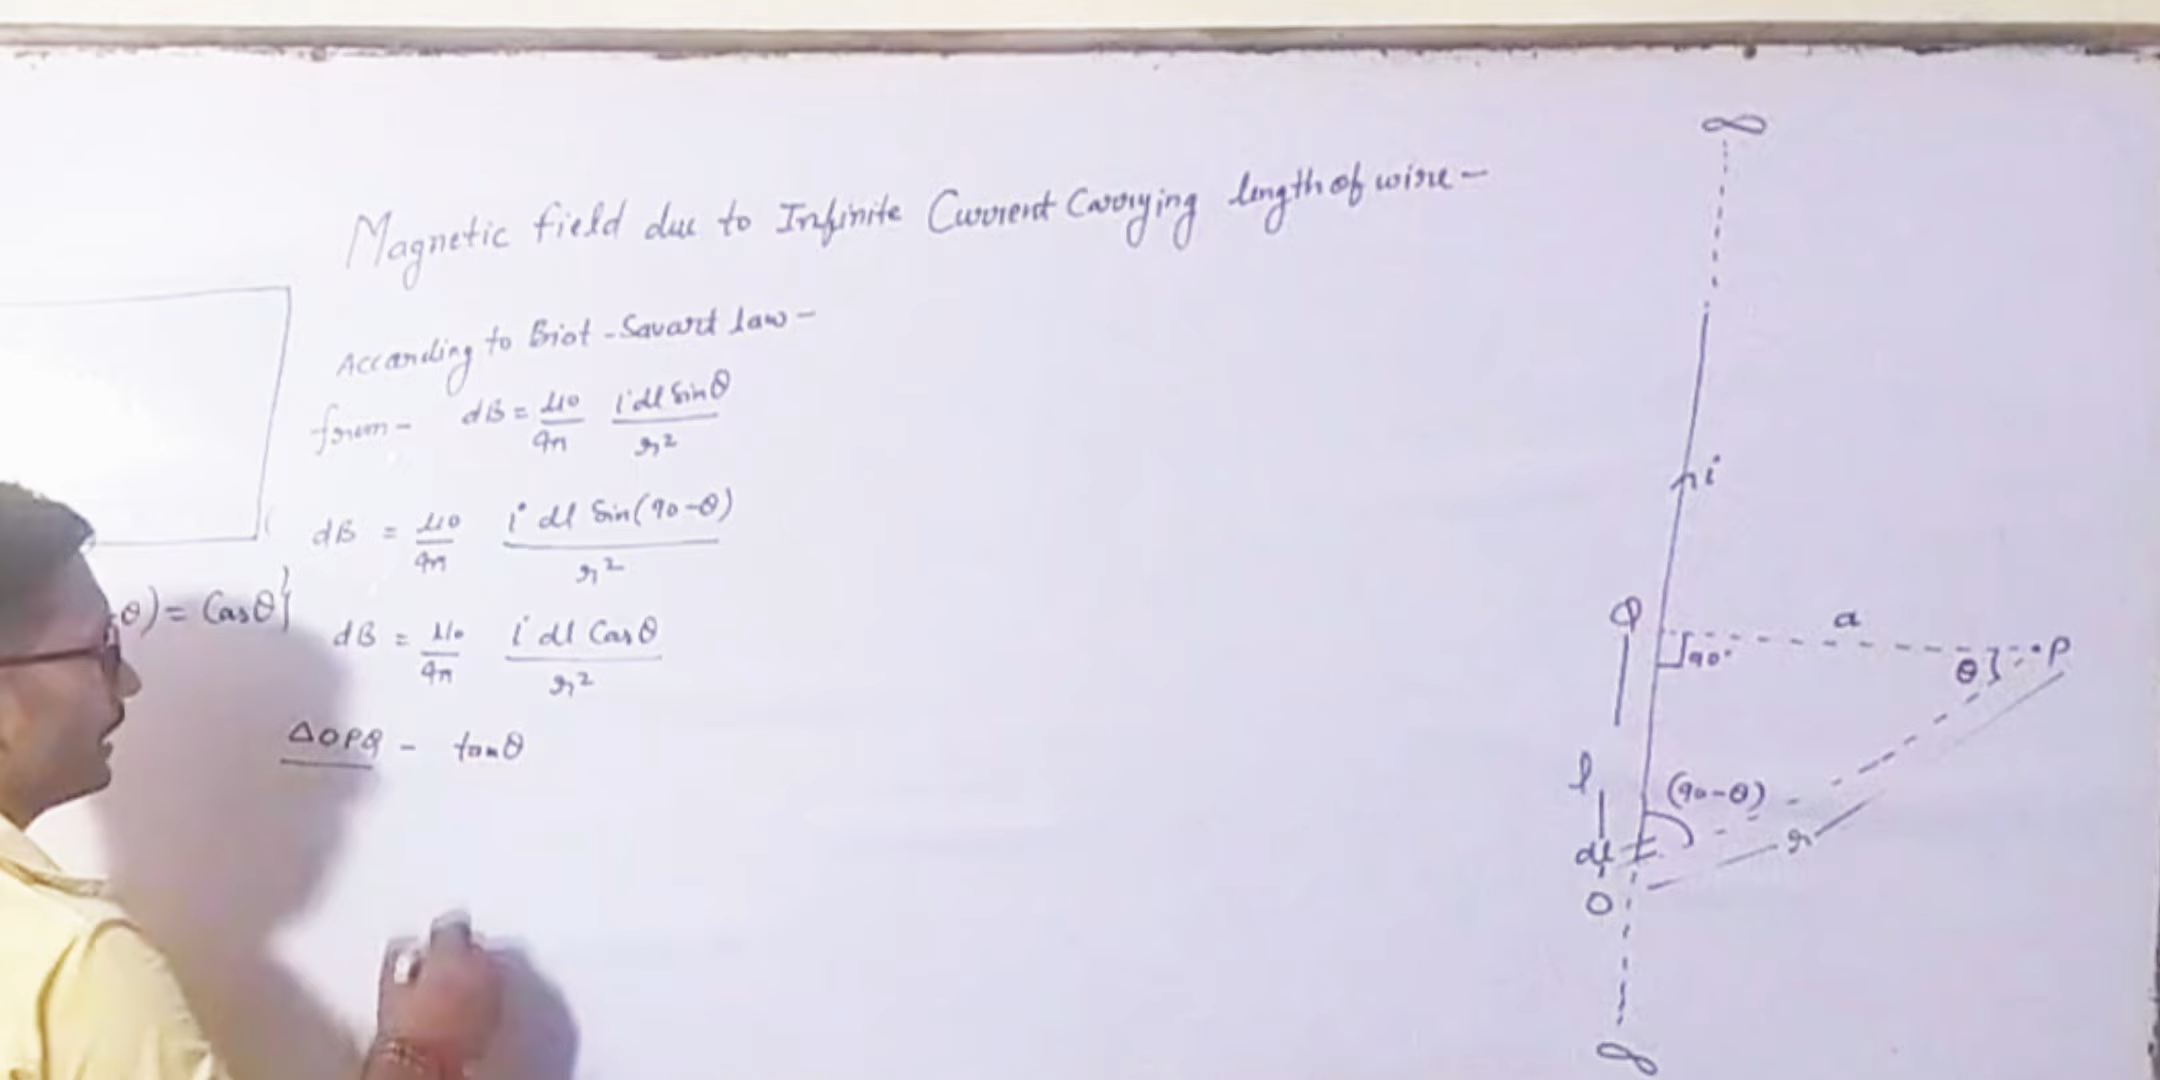 Magnetic field due to Infinite Current Carrying length of wire -
According to Biot - Savart law -
from - dB = μ0/4π i dl Sinθ/r²
dB = μ0/4π i dl Sin(90-θ)/r²
θ) = Cosθ}
dB = μ0/4π i dl Cosθ/r²
ΔOPQ - tanθ
∞
i
Q
a
90°
θ
P
l
(90-θ)
dl
r
O
∞